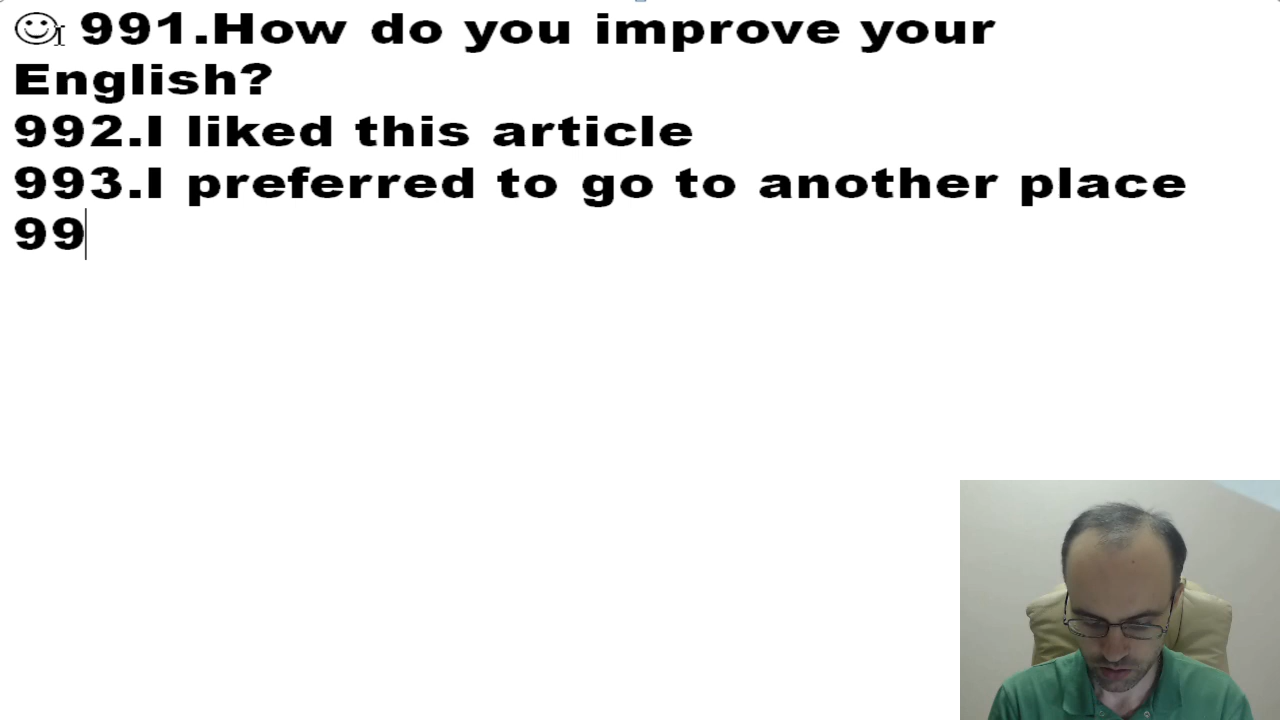 ☺ 991.How do you improve your
English?
992.I liked this article
993.I preferred to go to another place
99